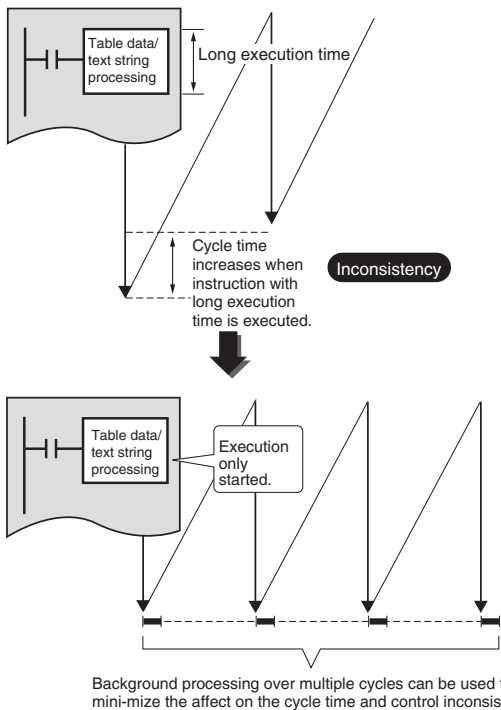 Table data/
text string
processing
Long execution time
Cycle time
increases when
instruction with
long execution
time is executed.
Inconsistency
Table data/
text string
processing
Execution
only
started.
Background processing over multiple cycles can be used
mini-mize the affect on the cycle time and control